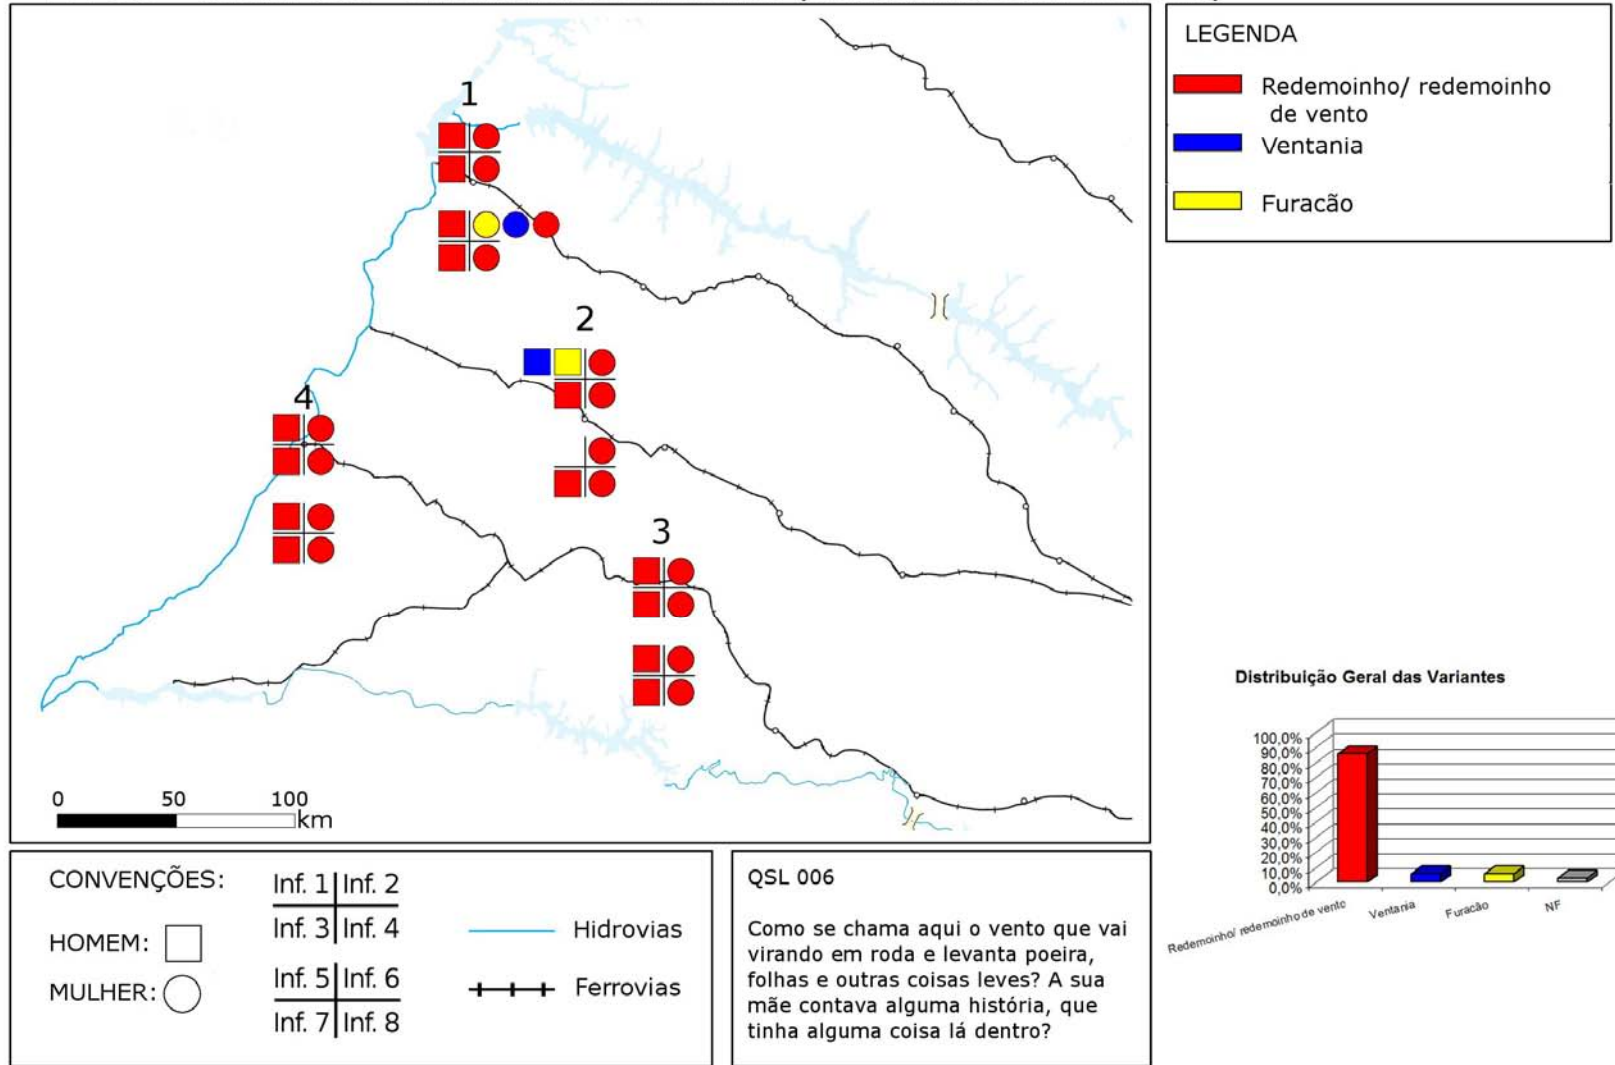 1
2
3
4
0 50 100
km
LEGENDA
Redemoinho/ redemoinho
de vento
Ventania
Furacão
Distribuição Geral das Variantes
100,0%
90,0%
80,0%
70,0%
60,0%
50,0%
40,0%
30,0%
20,0%
10,0%
0,0%
Redemoinho/ redemoinho de vento
Ventania
Furacão
NF
CONVENÇÕES:
HOMEM:
MULHER:
Inf. 1 Inf. 2
Inf. 3 Inf. 4
Inf. 5 Inf. 6
Inf. 7 Inf. 8
Hidrovias
Ferrovias
QSL 006
Como se chama aqui o vento que vai
virando em roda e levanta poeira,
folhas e outras coisas leves? A sua
mãe contava alguma história, que
tinha alguma coisa lá dentro?